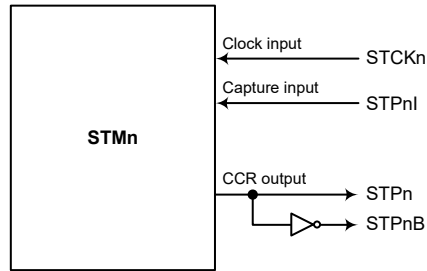 Clock input
STCKn
Capture input
STPnI
STMn
CCR output
STPn
STPnB